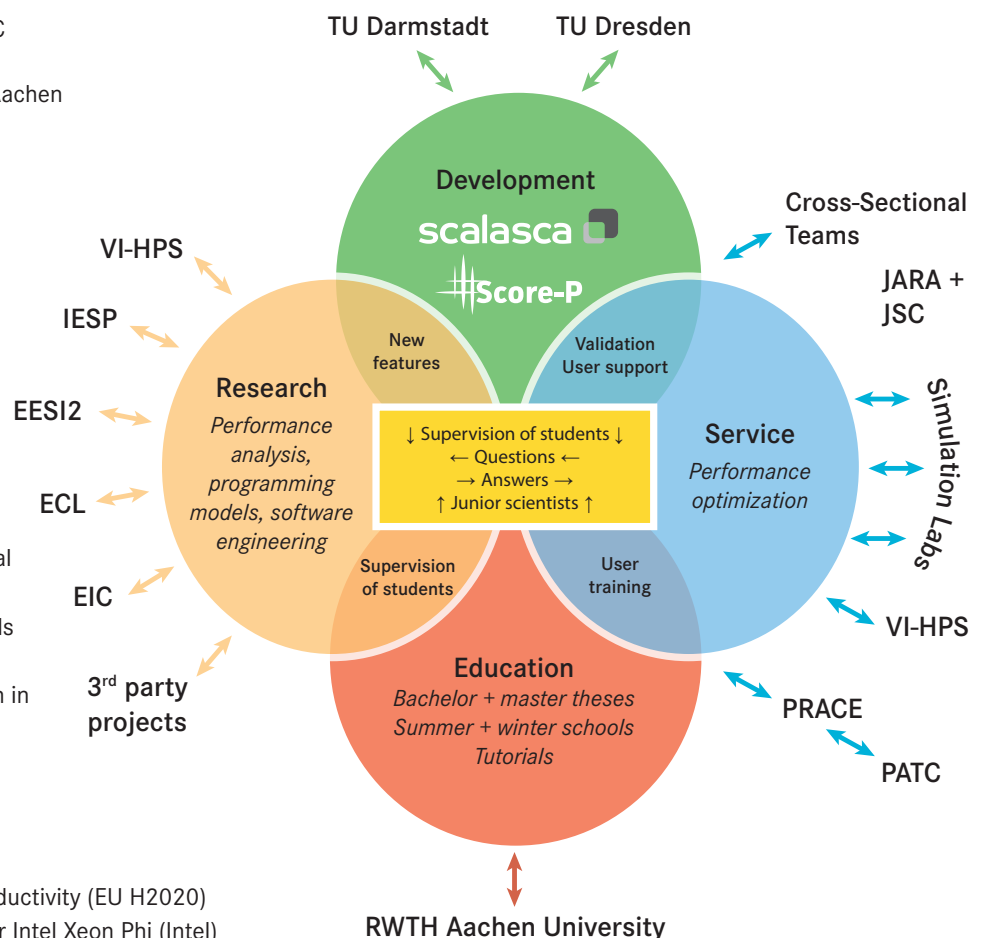 C
TU Darmstadt
TU Dresden
Aachen
Development
scalasca
Score-P
Cross-Sectional
Teams
JARA +
JSC
VI-HPS
IESP
EESI2
ECL
EIC
3rd party
projects
New
features
Validation
User support
Research
Performance
analysis,
programming
models, software
engineering
↓ Supervision of students ↓
← Questions ←
→ Answers →
↑ Junior scientists ↑
Service
Performance
optimization
Simulation Labs
Supervision
of students
User
training
VI-HPS
PRACE
PATC
al
ls
n in
Education
Bachelor + master theses
Summer + winter schools
Tutorials
ductivity (EU H2020)
r Intel Xeon Phi (Intel)
RWTH Aachen University